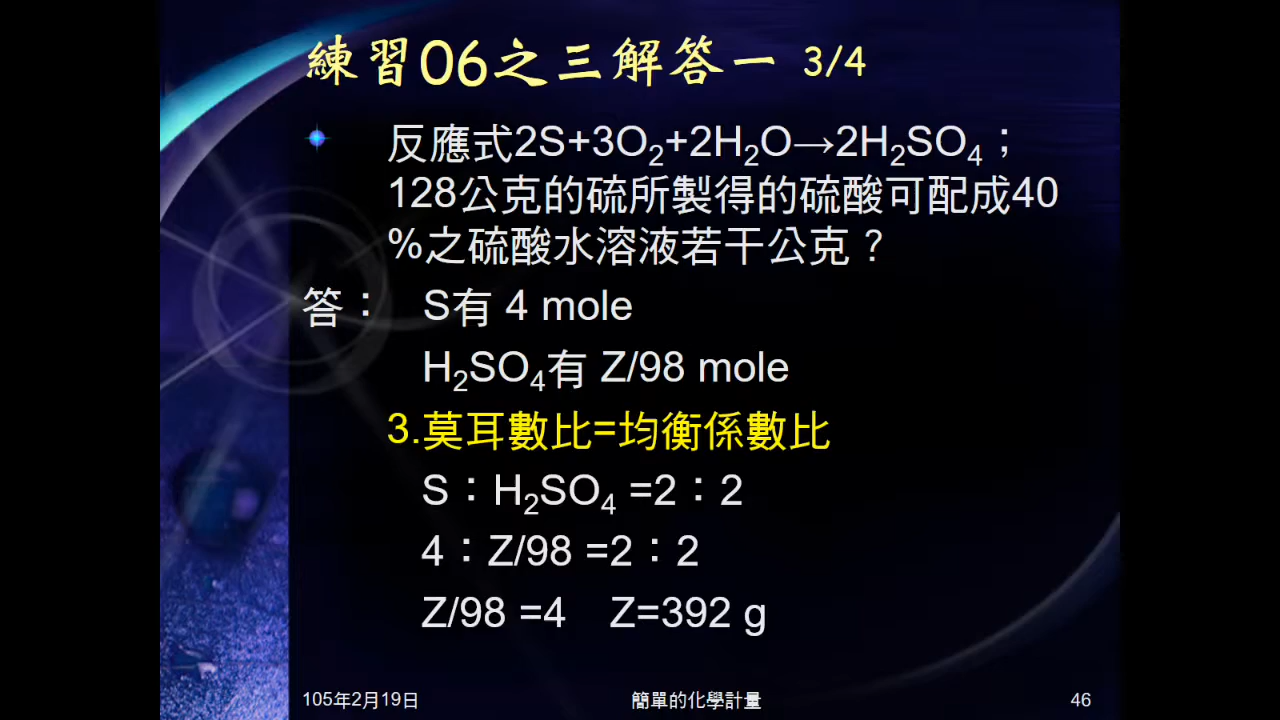 練習06之三解答一 3/4
反應式2S+3O₂+2H₂O→2H₂SO₄；
128公克的硫所製得的硫酸可配成40
%之硫酸水溶液若干公克？
答： S有 4 mole
H₂SO₄有 Z/98 mole
3.莫耳數比=均衡係數比
S：H₂SO₄ =2：2
4：Z/98 =2：2
Z/98 =4 Z=392 g
105年2月19日 簡單的化學計量 46